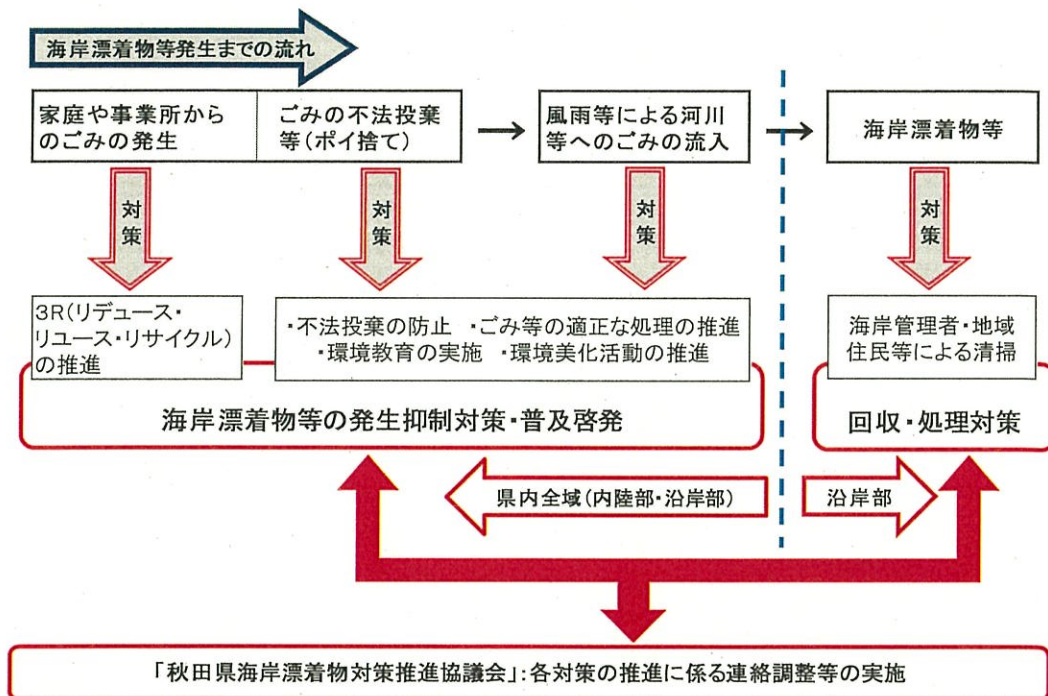 海岸漂着物等発生までの流れ
家庭や事業所から
のごみの発生
ごみの不法投棄
等(ポイ捨て)
風雨等による河川
等へのごみの流入
海岸漂着物等
対策
対策
対策
対策
3R(リデュース・
リユース・リサイクル)
の推進
・不法投棄の防止 ・ごみ等の適正な処理の推進
・環境教育の実施 ・環境美化活動の推進
海岸管理者・地域
住民等による清掃
海岸漂着物等の発生抑制対策・普及啓発
回収・処理対策
県内全域(内陸部・沿岸部)
沿岸部
「秋田県海岸漂着物対策推進協議会」:各対策の推進に係る連絡調整等の実施